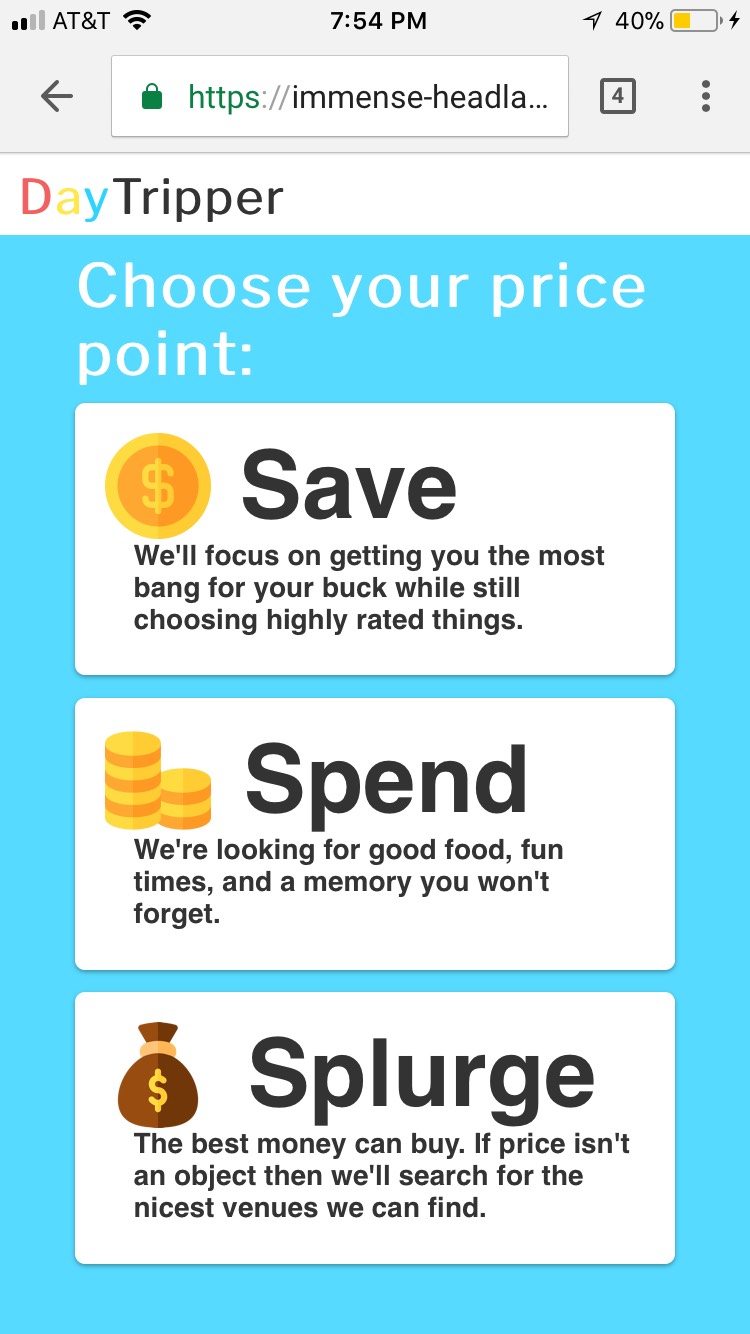 AT&T 7:54 PM 40%
https://immense-headla... 4
DayTripper
Choose your price
point:
$ Save
We'll focus on getting you the most
bang for your buck while still
choosing highly rated things.
Spend
We're looking for good food, fun
times, and a memory you won't
forget.
$ Splurge
The best money can buy. If price isn't
an object then we'll search for the
nicest venues we can find.